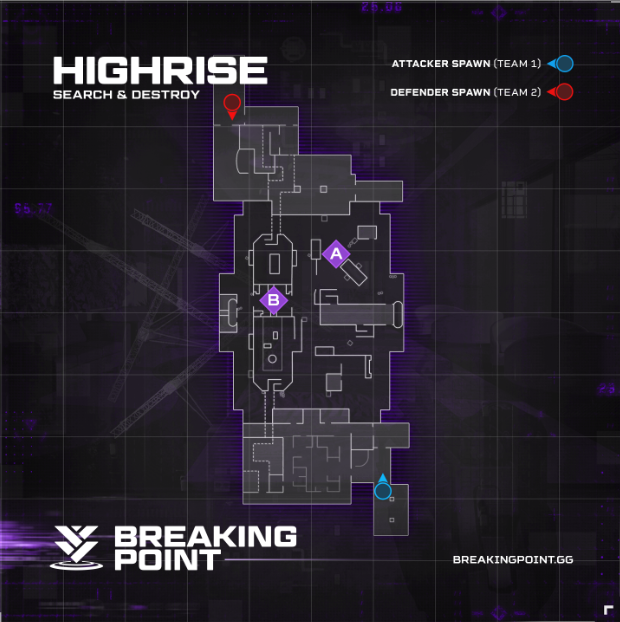 HIGHRISE
SEARCH & DESTROY
ATTACKER SPAWN (TEAM 1)
DEFENDER SPAWN (TEAM 2)
A
B
BREAKING
POINT
BREAKINGPOINT.GG